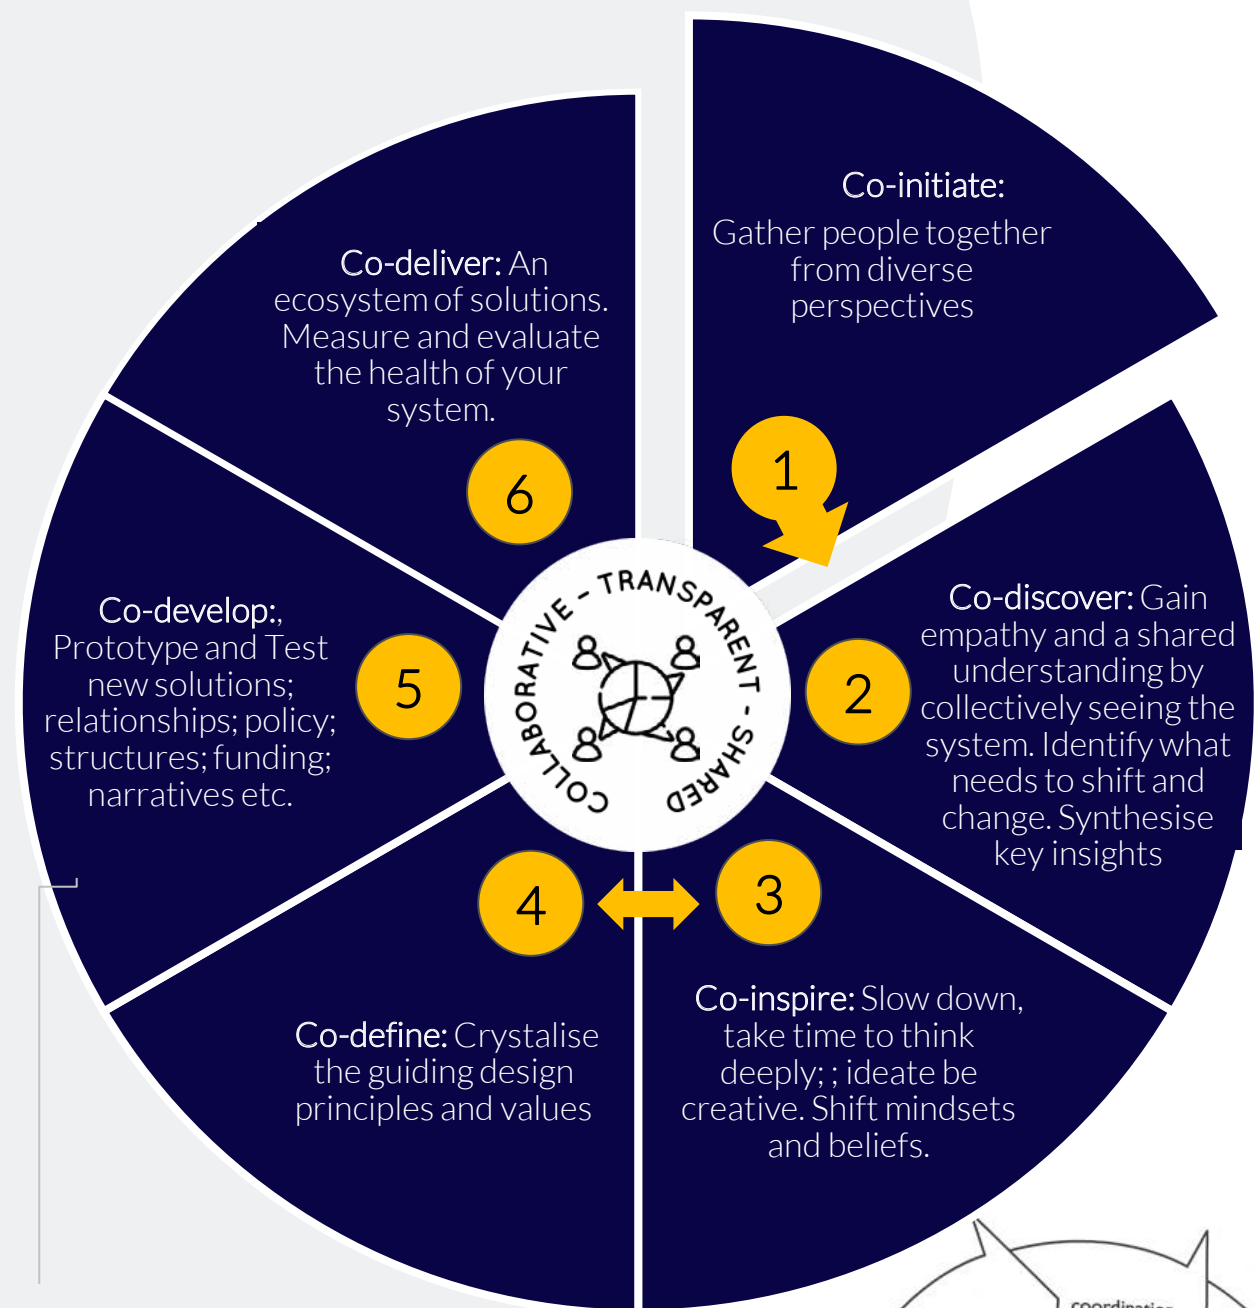 Co-initiate:
Gather people together
from diverse
perspectives
1
Co-discover: Gain
empathy and a shared
understanding by
collectively seeing the
system. Identify what
needs to shift and
change. Synthesise
key insights
2
Co-inspire: Slow down,
take time to think
deeply; ; ideate be
creative. Shift mindsets
and beliefs.
3
Co-define: Crystalise
the guiding design
principles and values
4
Co-develop:,
Prototype and Test
new solutions;
relationships; policy;
structures; funding;
narratives etc.
5
Co-deliver: An
ecosystem of solutions.
Measure and evaluate
the health of your
system.
6
COLLABORATIVE - TRANSPARENT - SHARED
coordination